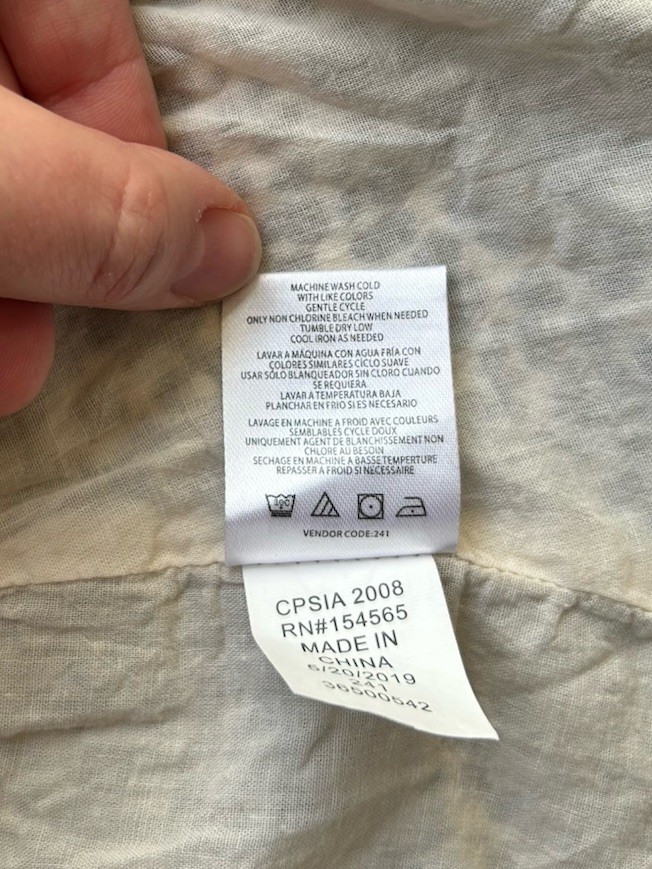 MACHINE WASH COLD
WITH LIKE COLORS
GENTLE CYCLE
ONLY NON CHLORINE BLEACH WHEN NEEDED
TUMBLE DRY LOW
COOL IRON AS NEEDED
LAVAR A MÁQUINA CON AGUA FRÍA CON
COLORES SIMILARES CICLO SUAVE
USAR SÓLO BLANQUEADOR SIN CLORO CUANDO
SE REQUIERA
LAVAR A TEMPERATURA BAJA
PLANCHAR EN FRIO SI ES NECESARIO
LAVAGE EN MACHINE A FROID AVEC COULEURS
SEMBLABLES CYCLE DOUX
UNIQUEMENT AGENT DE BLANCHISSEMENT NON
CHLORE AU BESOIN
SECHAGE EN MACHINE A BASSE TEMPERTURE
REPASSER A FROID SI NECESSAIRE
VENDOR CODE:241
CPSIA 2008
RN#154565
MADE IN
CHINA
6/20/2019
241
36500542